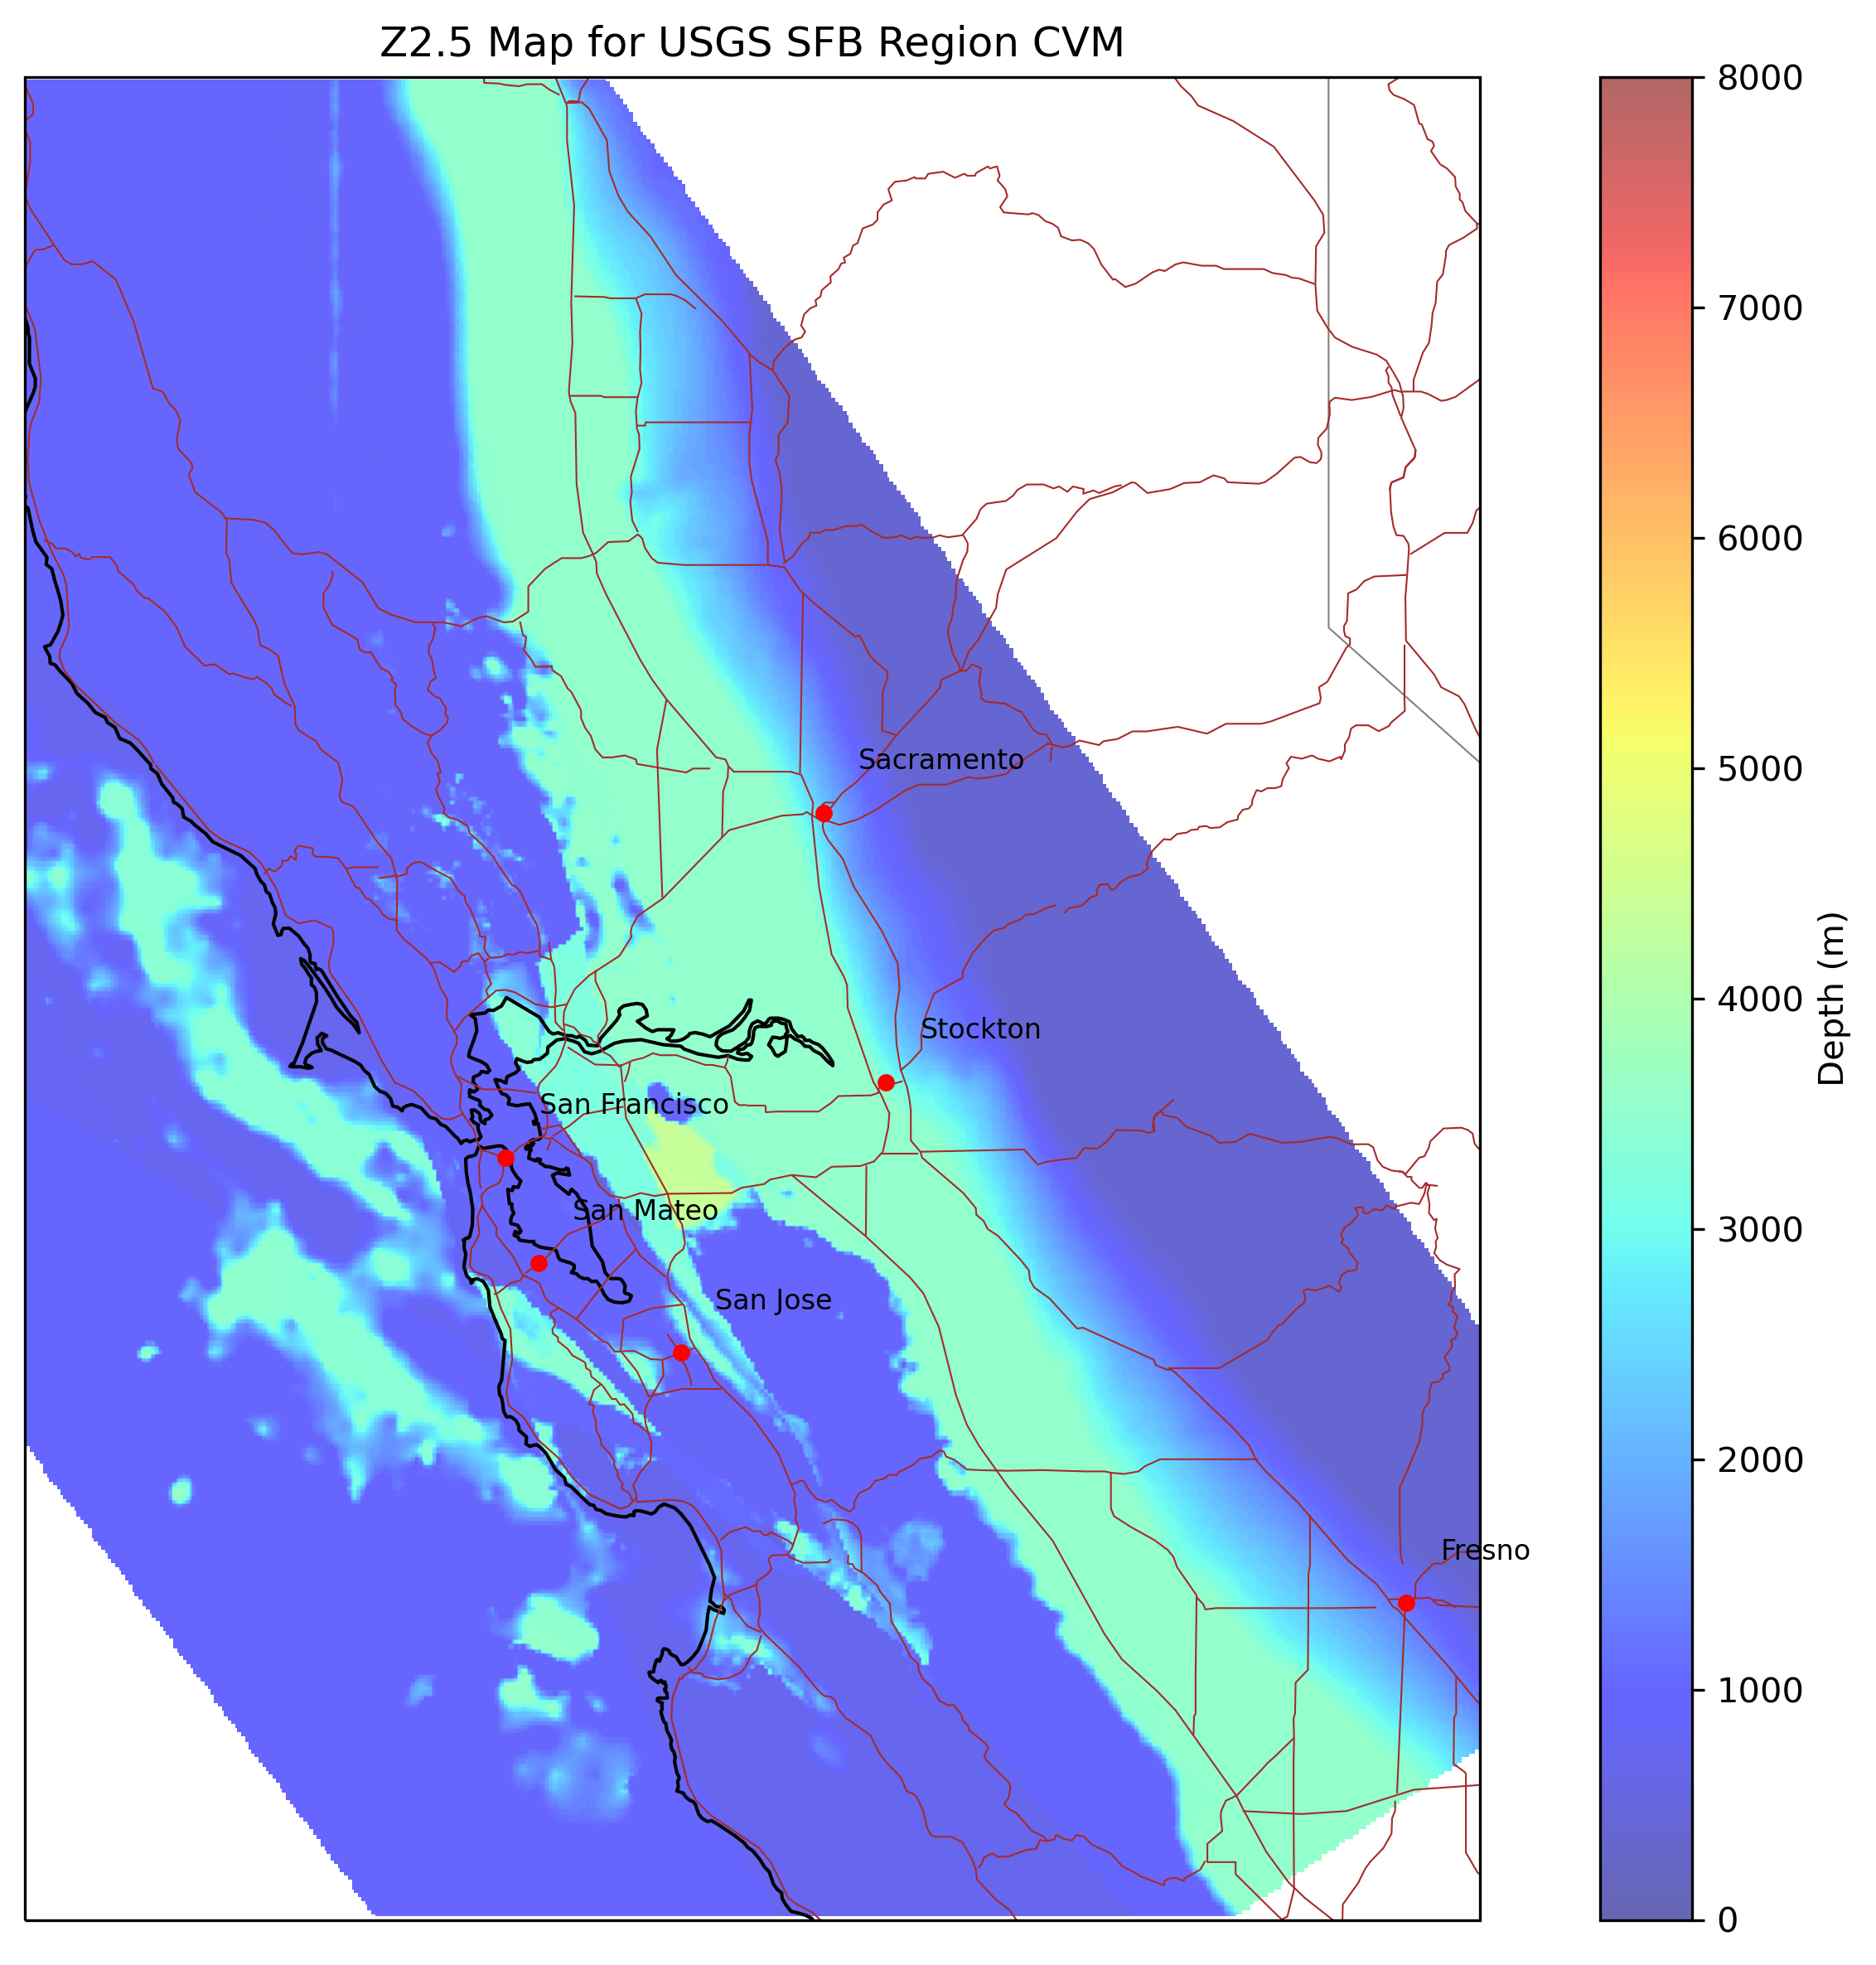 Z2.5 Map for USGS SFB Region CVM
Sacramento
Stockton
San Francisco
San Mateo
San Jose
Fresno
8000
7000
6000
5000
4000
3000
2000
1000
0
Depth (m)